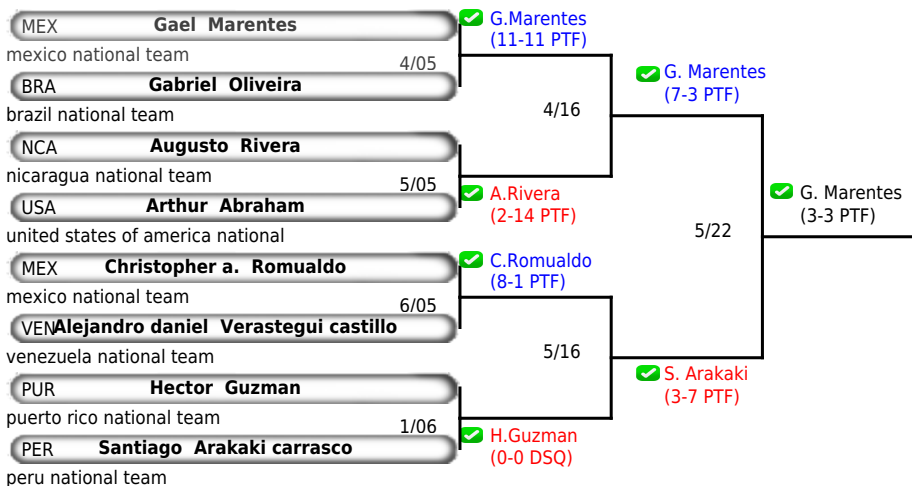 MEX Gael Marentes
mexico national team
4/05
BRA Gabriel Oliveira
brazil national team
NCA Augusto Rivera
nicaragua national team
5/05
USA Arthur Abraham
united states of america national
MEX Christopher a. Romualdo
mexico national team
6/05
VEN Alejandro daniel Verastegui castillo
venezuela national team
PUR Hector Guzman
puerto rico national team
1/06
PER Santiago Arakaki carrasco
peru national team
G.Marentes
(11-11 PTF)
4/16
A.Rivera
(2-14 PTF)
C.Romualdo
(8-1 PTF)
5/16
H.Guzman
(0-0 DSQ)
G. Marentes
(7-3 PTF)
5/22
S. Arakaki
(3-7 PTF)
G. Marentes
(3-3 PTF)